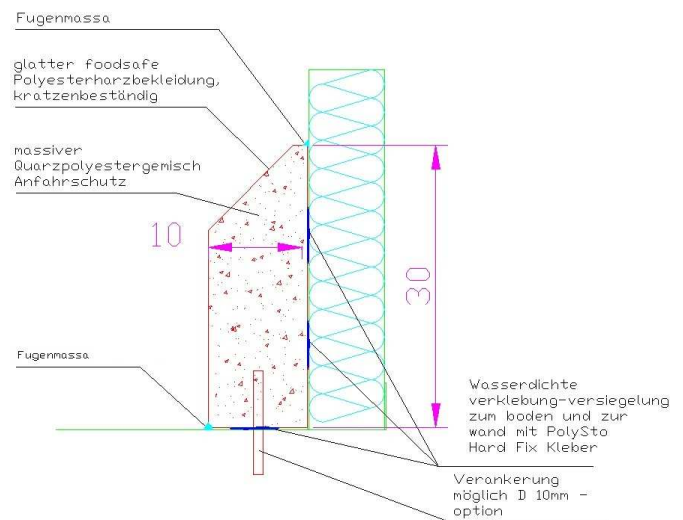 Fugenmassa
glatter foodsafe
Polyesterharzbekleidung,
kratzenbeständig
massiver
Quarzpolyestergemisch
Anfahrschutz
10
30
Fugenmassa
Wasserdichte
verklebung-versiegelung
zum boden und zur
wand mit PolySto
Hard Fix Kleber
Verankerung
möglich D 10mm -
option